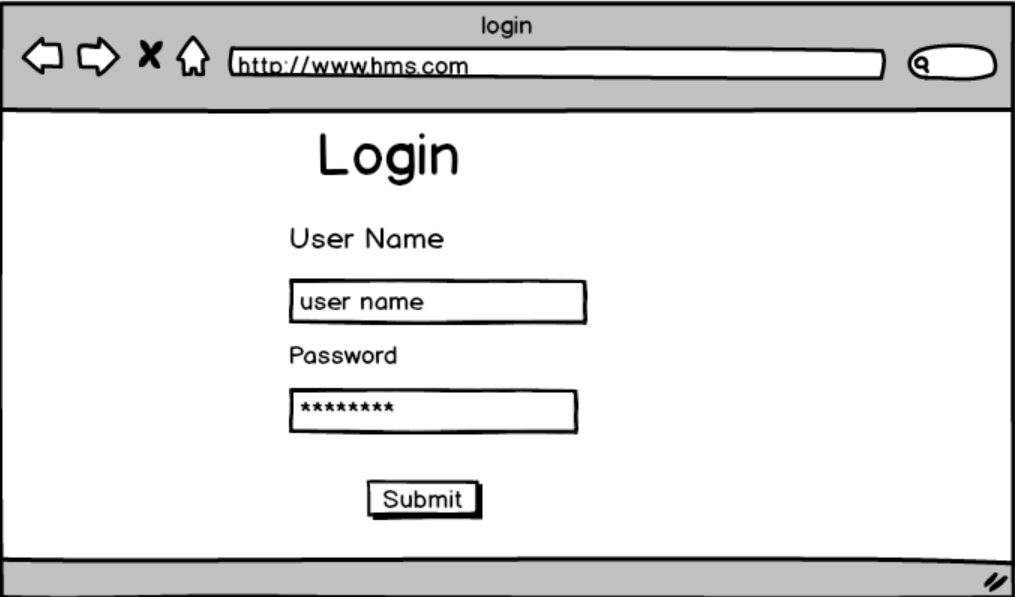 login
http://www.hms.com
Login
User Name
user name
Password
********
Submit